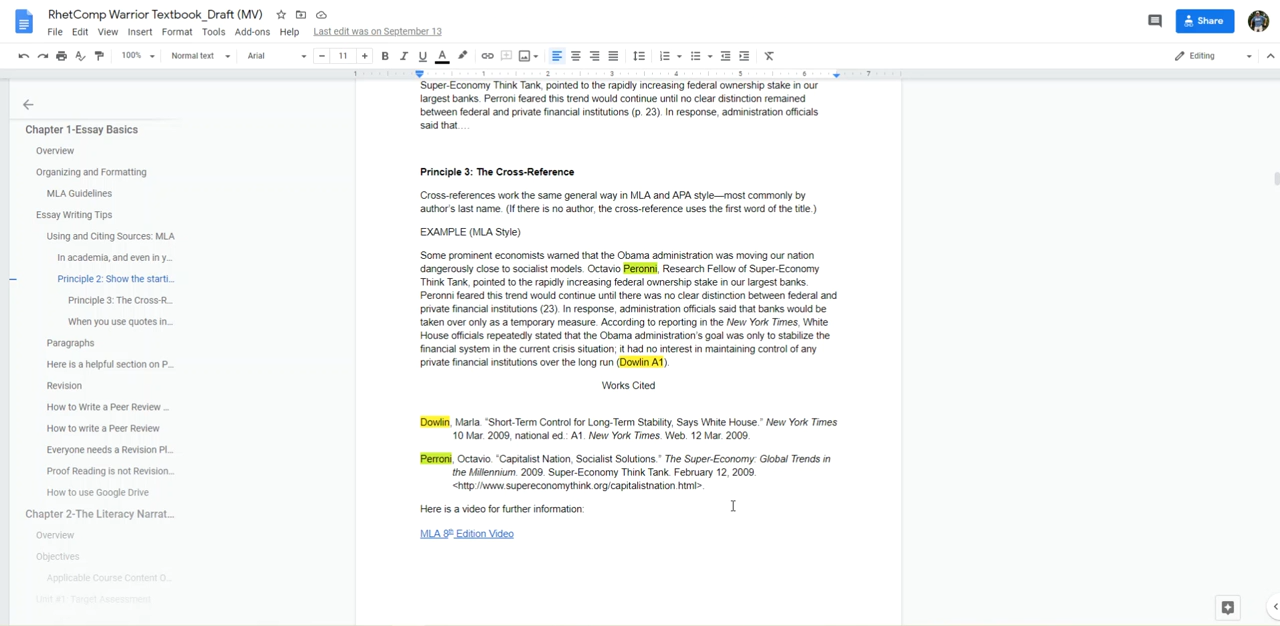 RhetComp Warrior Textbook_Draft (MV)
File Edit View Insert Format Tools Add-ons Help Last edit was on September 13
Share
100% Normal text Arial 11 Editing
1 1 2 3 4 5 6 7
Chapter 1-Essay Basics
Overview
Organizing and Formatting
MLA Guidelines
Essay Writing Tips
Using and Citing Sources: MLA
In academia, and even in y…
Principle 2: Show the starti…
Principle 3: The Cross-R…
When you use quotes in…
Paragraphs
Here is a helpful section on P…
Revision
How to Write a Peer Review …
How to write a Peer Review
Everyone needs a Revision Pl…
Proof Reading is not Revision…
How to use Google Drive
Chapter 2-The Literacy Narrat…
Overview
Objectives
Applicable Course Content O…
Unit #1: Target Assessment
Super-Economy Think Tank, pointed to the rapidly increasing federal ownership stake in our
largest banks. Perroni feared this trend would continue until no clear distinction remained
between federal and private financial institutions (p. 23). In response, administration officials
said that….
Principle 3: The Cross-Reference
Cross-references work the same general way in MLA and APA style—most commonly by
author's last name. (If there is no author, the cross-reference uses the first word of the title.)
EXAMPLE (MLA Style)
Some prominent economists warned that the Obama administration was moving our nation
dangerously close to socialist models. Octavio Peronni, Research Fellow of Super-Economy
Think Tank, pointed to the rapidly increasing federal ownership stake in our largest banks.
Perroni feared this trend would continue until there was no clear distinction between federal and
private financial institutions (23). In response, administration officials said that banks would be
taken over only as a temporary measure. According to reporting in the New York Times, White
House officials repeatedly stated that the Obama administration's goal was only to stabilize the
financial system in the current crisis situation; it had no interest in maintaining control of any
private financial institutions over the long run (Dowlin A1).
Works Cited
Dowlin, Marla. "Short-Term Control for Long-Term Stability, Says White House." New York Times
10 Mar. 2009, national ed.: A1. New York Times. Web. 12 Mar. 2009.
Perroni, Octavio. "Capitalist Nation, Socialist Solutions." The Super-Economy: Global Trends in
the Millennium. 2009. Super-Economy Think Tank. February 12, 2009.
<http://www.supereconomythink.org/capitalistnation.html>.
Here is a video for further information:
MLA 8th Edition Video